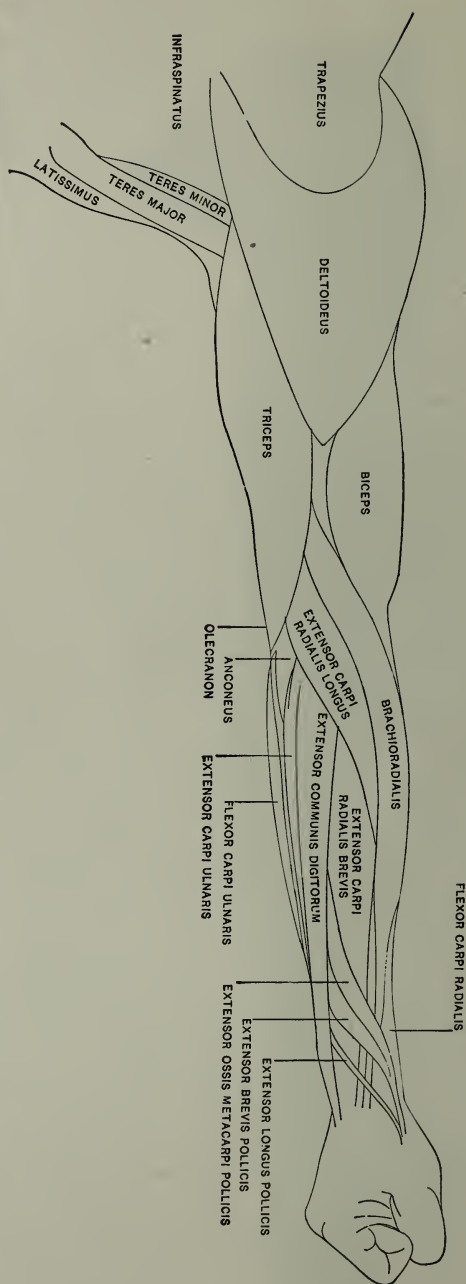 TRAPEZIUS
INFRASPINATUS
DELTOIDEUS
TERES MINOR
TERES MAJOR
LATISSIMUS
BICEPS
TRICEPS
BRACHIORADIALIS
EXTENSOR CARPI
RADIALIS LONGUS
EXTENSOR CARPI
RADIALIS BREVIS
EXTENSOR COMMUNIS DIGITORUM
OLECRANON
ANCONEUS
FLEXOR CARPI ULNARIS
EXTENSOR CARPI ULNARIS
FLEXOR CARPI RADIALIS
EXTENSOR LONGUS POLLICIS
EXTENSOR BREVIS POLLICIS
EXTENSOR OSSIS METACARPI POLLICIS